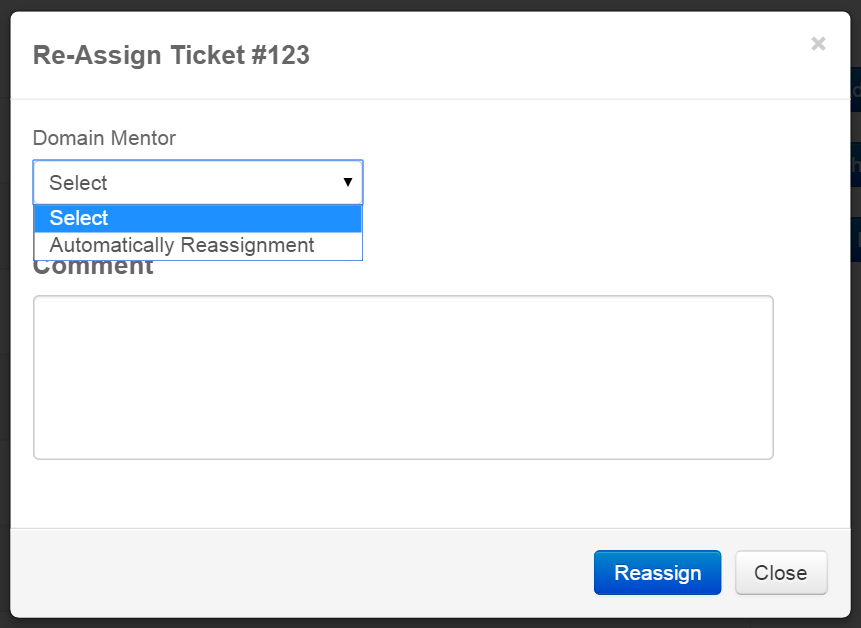 Re-Assign Ticket #123
×
Domain Mentor
Select
Select
Automatically Reassignment
Comment
Reassign
Close